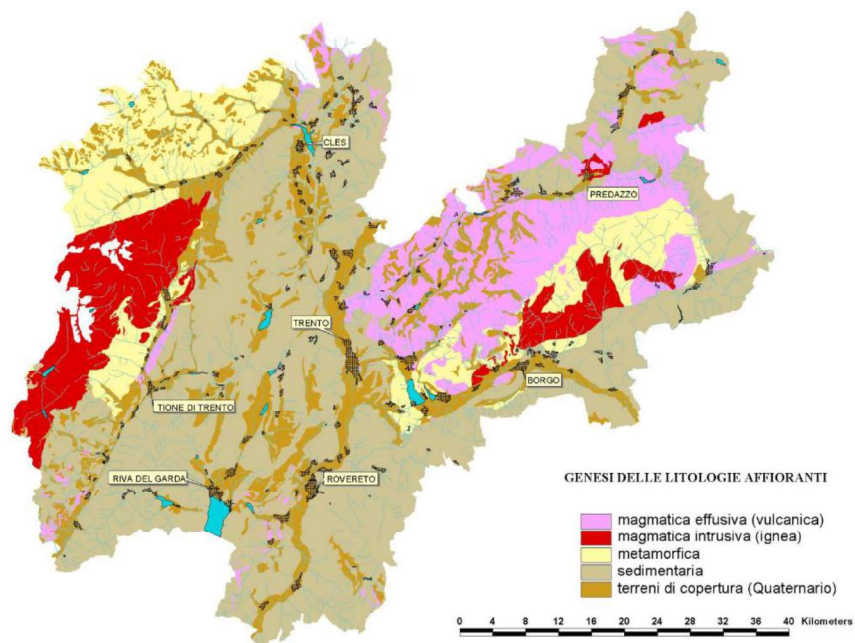 CLES
PREDAZZO
TRENTO
BORGO
TIONE DI TRENTO
RIVA DEL GARDA
ROVERETO
GENESI DELLE LITOLOGIE AFFIORANTI
magmatica effusiva (vulcanica)
magmatica intrusiva (ignea)
metamorfica
sedimentaria
terreni di copertura (Quaternario)
0 4 8 12 16 20 24 28 32 36 40 Kilometers